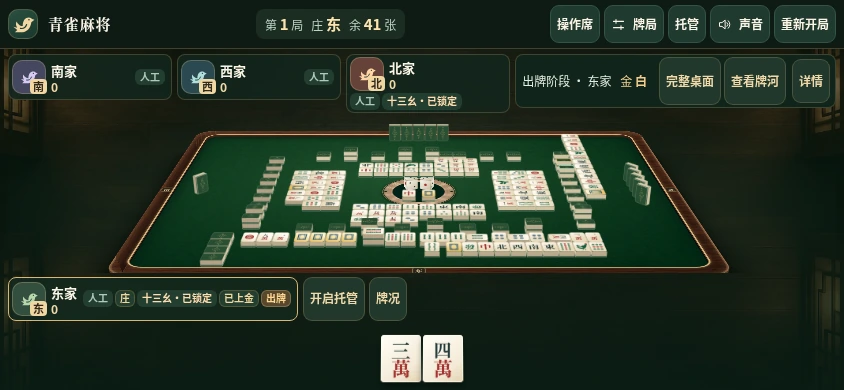 青雀麻将
第1局 庄东 余41张
操作席
牌局
托管
声音
重新开局
南
南家
0
人工
西
西家
0
人工
北
北家
0
人工 十三幺·已锁定
出牌阶段 · 东家 金 白
完整桌面
查看牌河
详情
东
东家
0
人工 庄 十三幺·已锁定 已上金 出牌
开启托管
牌况
三萬
四萬